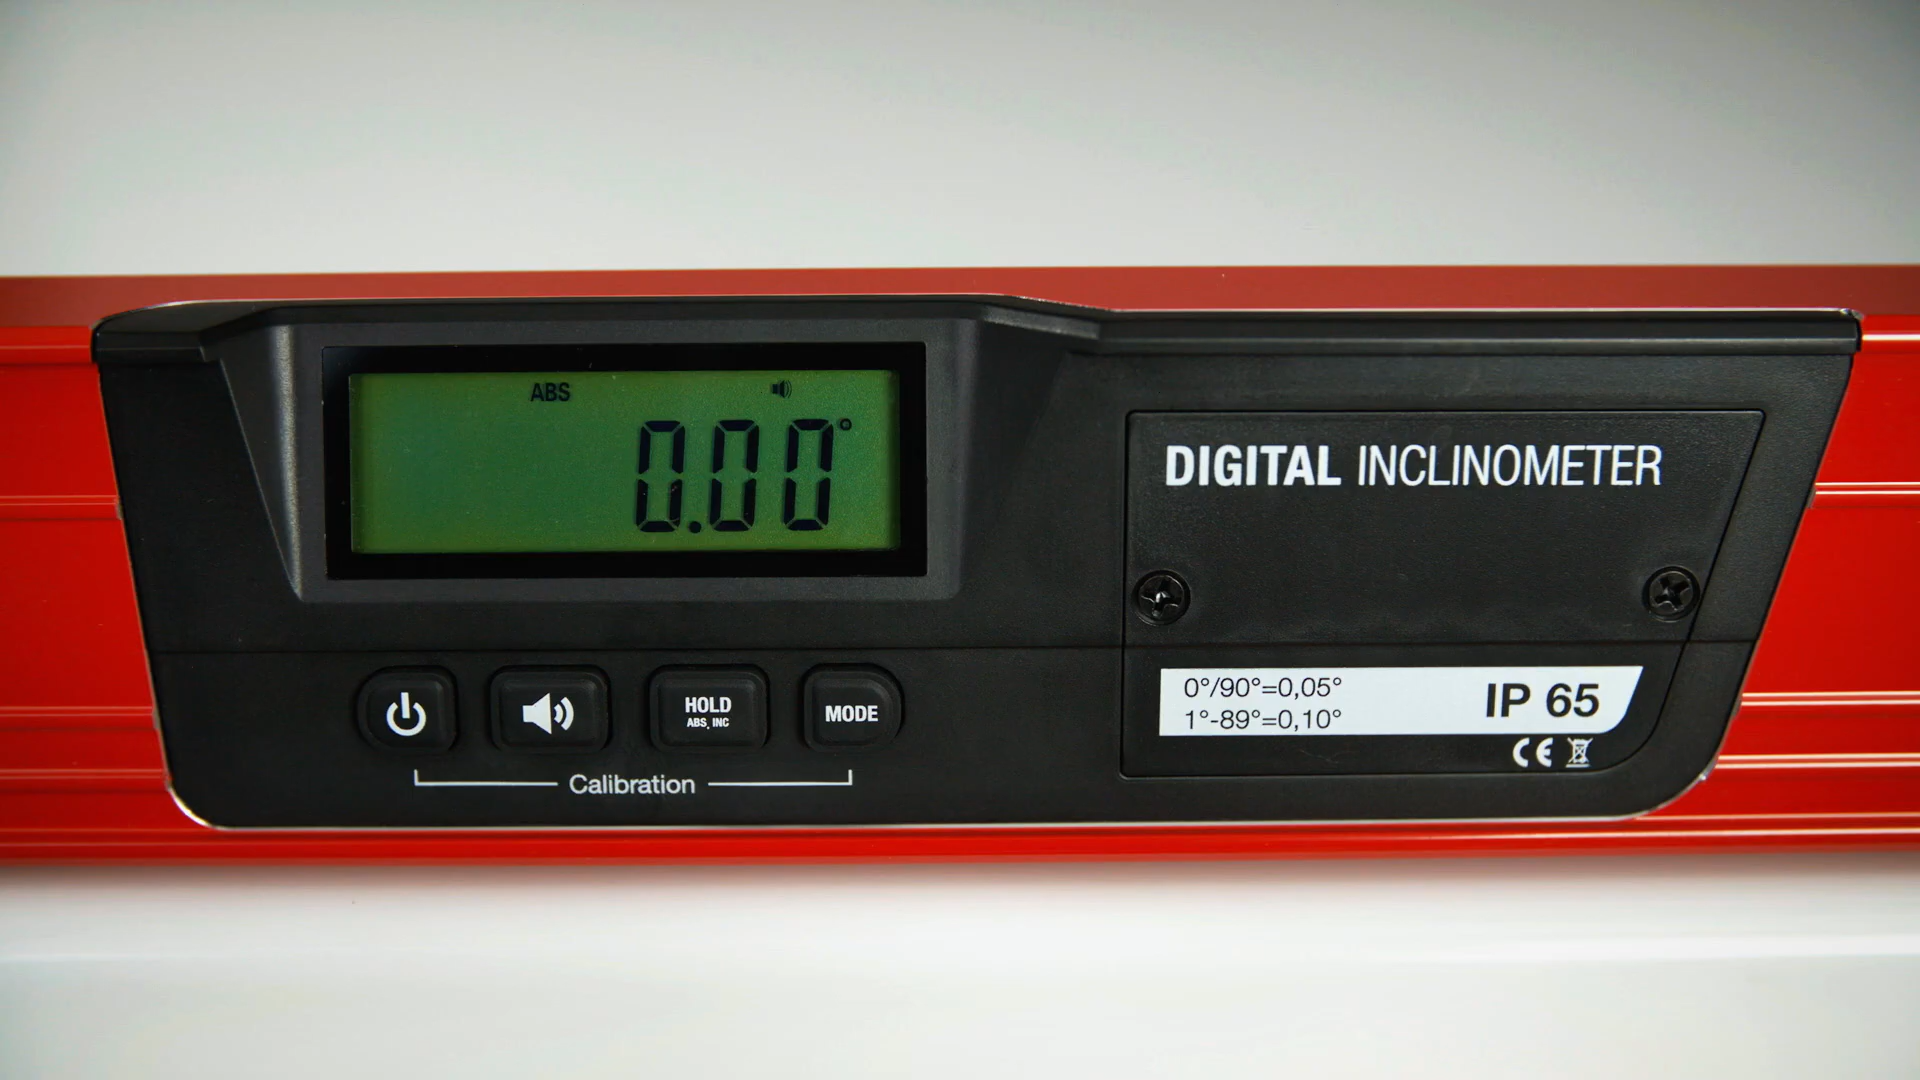 ABS
0.00°
DIGITAL INCLINOMETER
HOLD
ABS, INC
MODE
Calibration
0°/90°=0,05°
1°-89°=0,10°
IP 65
CE